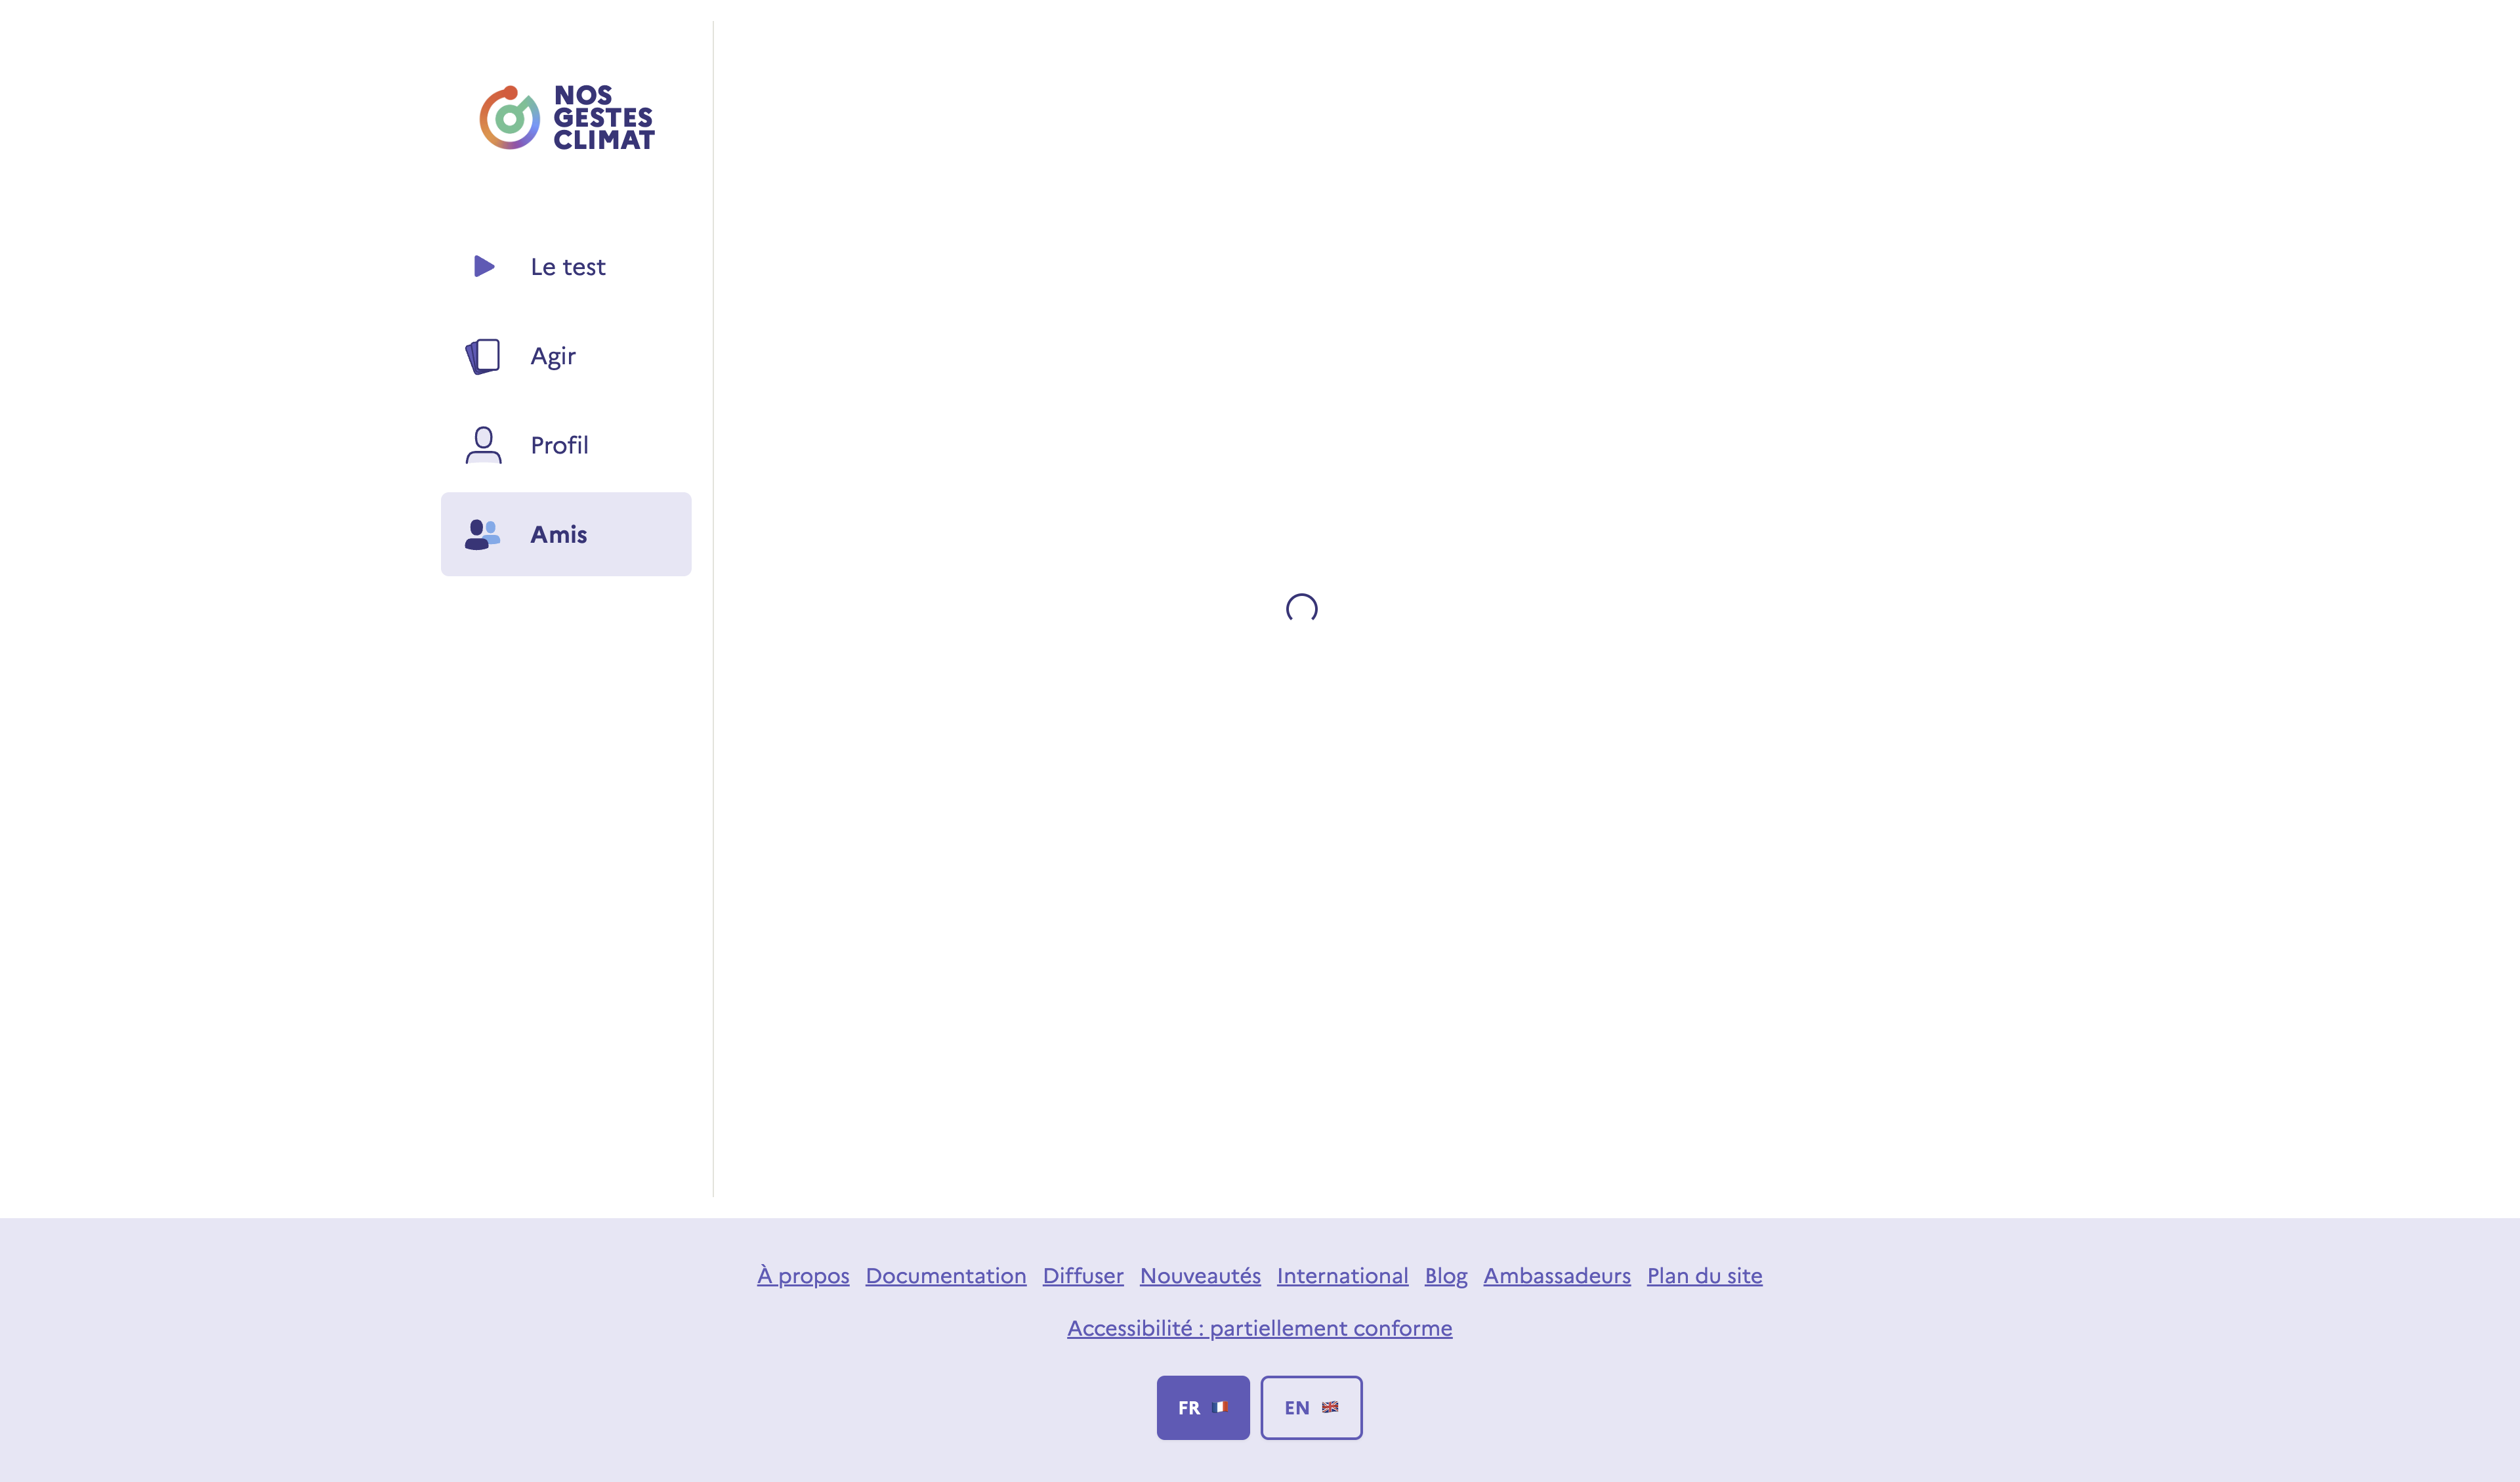 NOS
GESTES
CLIMAT
Le test
Agir
Profil
Amis
À propos Documentation Diffuser Nouveautés International Blog Ambassadeurs Plan du site
Accessibilité : partiellement conforme
FR EN